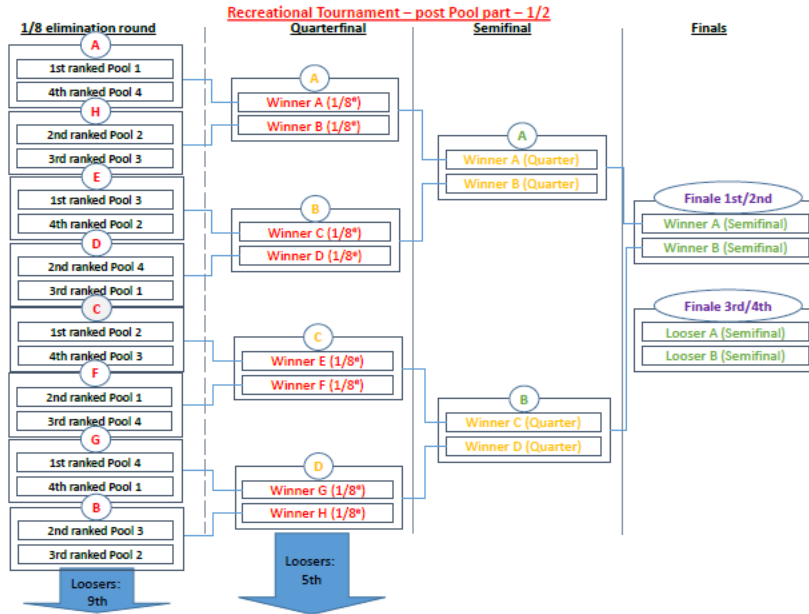 Recreational Tournament – post Pool part – 1/2
1/8 elimination round
Quarterfinal
Semifinal
Finals
A
1st ranked Pool 1
4th ranked Pool 4
H
2nd ranked Pool 2
3rd ranked Pool 3
E
1st ranked Pool 3
4th ranked Pool 2
D
2nd ranked Pool 4
3rd ranked Pool 1
C
1st ranked Pool 2
4th ranked Pool 3
F
2nd ranked Pool 1
3rd ranked Pool 4
G
1st ranked Pool 4
4th ranked Pool 1
B
2nd ranked Pool 3
3rd ranked Pool 2
Loosers:
9th
A
Winner A (1/8ᵉ)
Winner B (1/8ᵉ)
B
Winner C (1/8ᵉ)
Winner D (1/8ᵉ)
C
Winner E (1/8ᵉ)
Winner F (1/8ᵉ)
D
Winner G (1/8ᵉ)
Winner H (1/8ᵉ)
Loosers:
5th
A
Winner A (Quarter)
Winner B (Quarter)
B
Winner C (Quarter)
Winner D (Quarter)
Finale 1st/2nd
Winner A (Semifinal)
Winner B (Semifinal)
Finale 3rd/4th
Looser A (Semifinal)
Looser B (Semifinal)